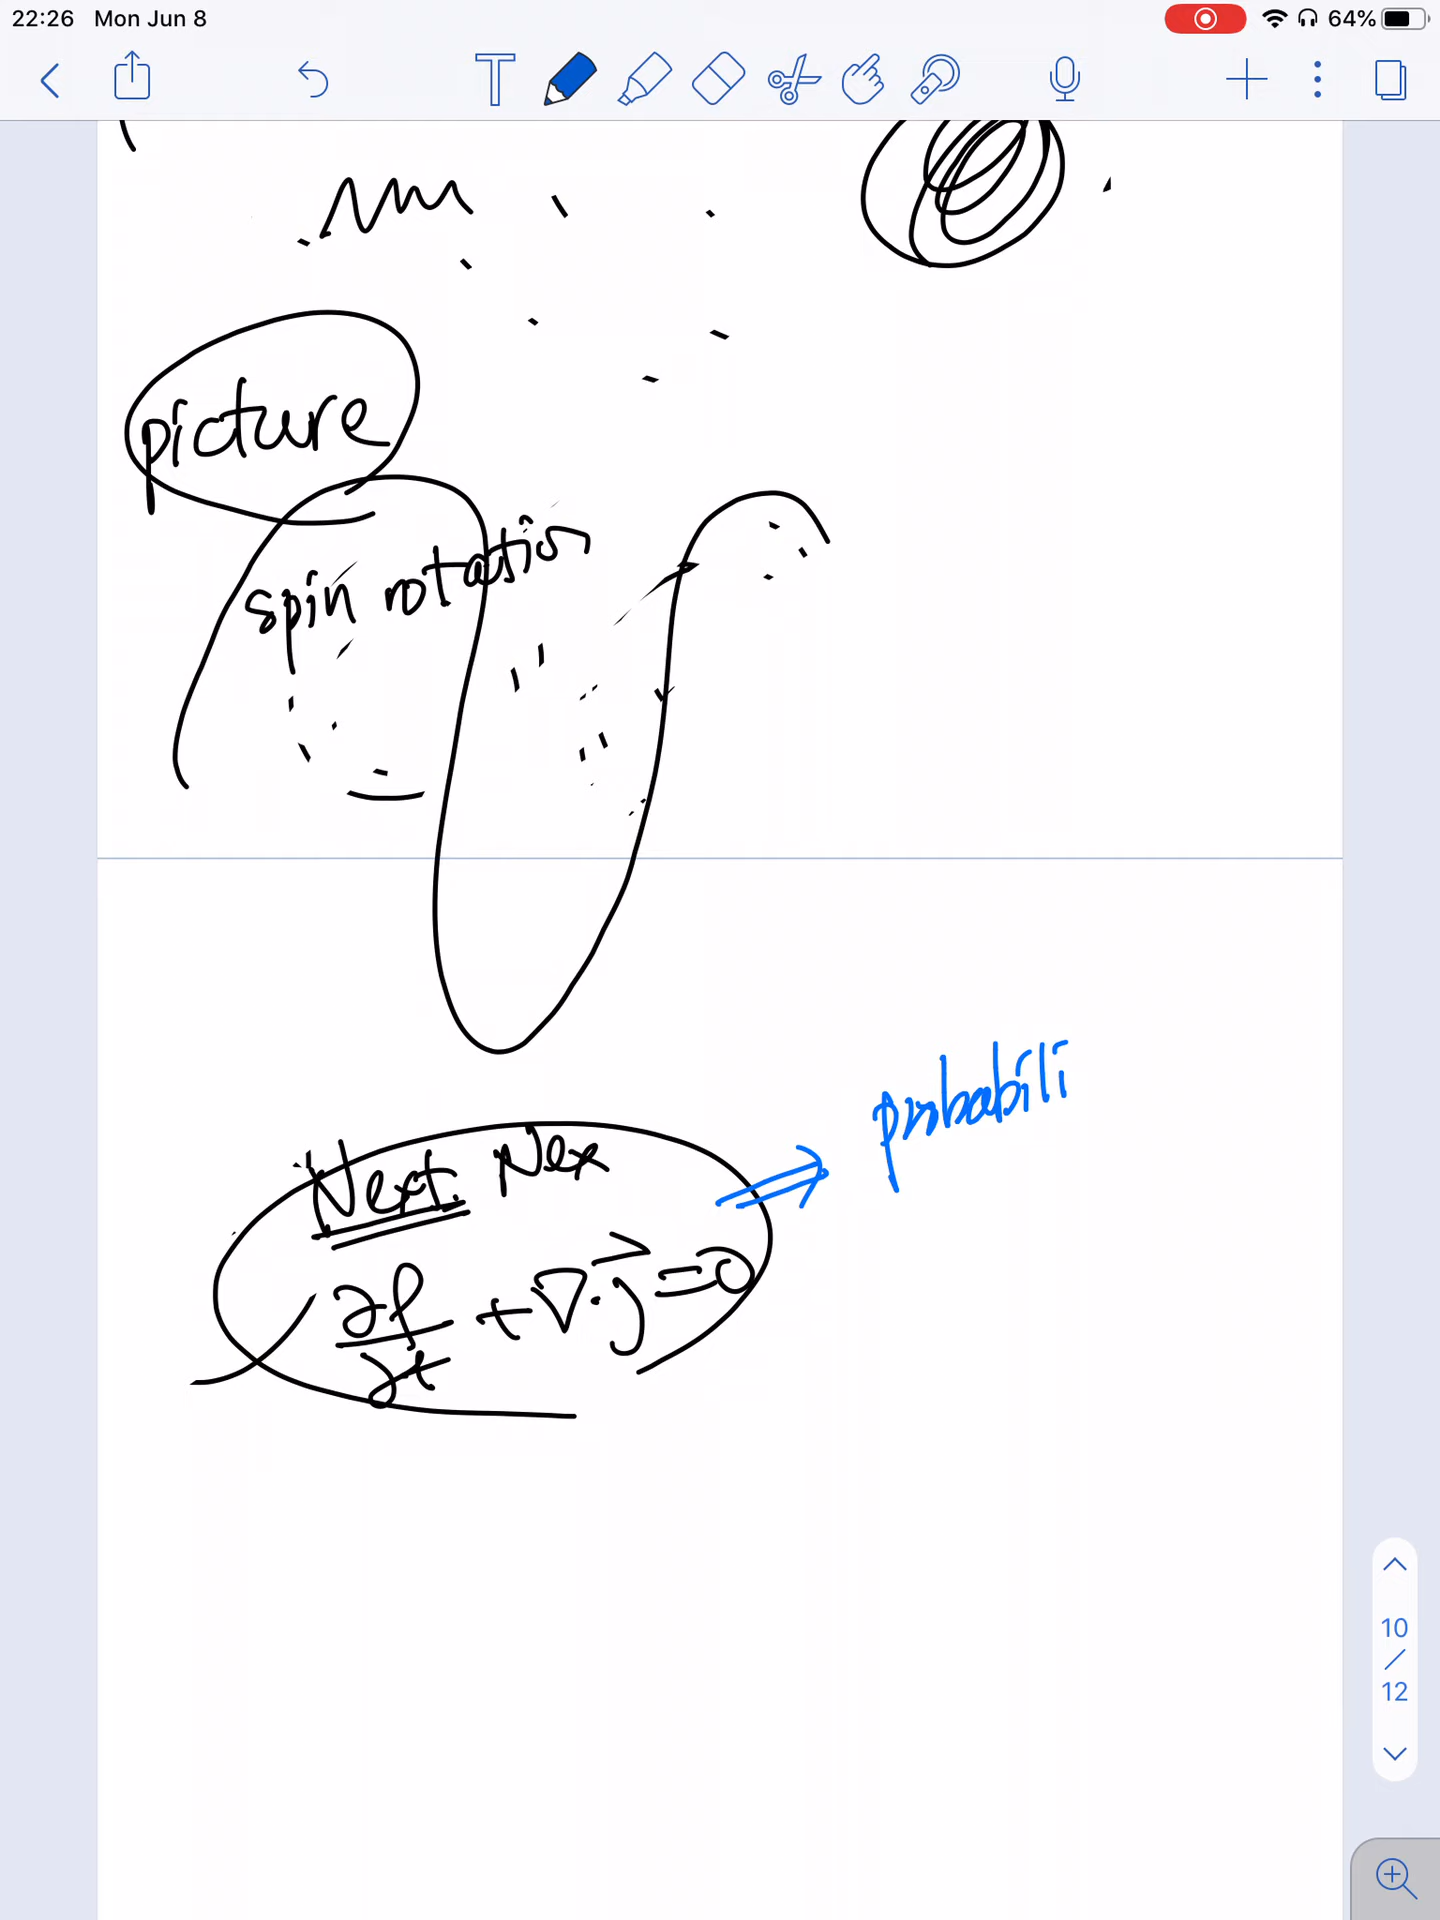 22:26 Mon Jun 8
64%
T
picture
spin rotation
probabili
Next. Nex
∂ρ/∂t + ∇·j⃗ = 0
10
/
12